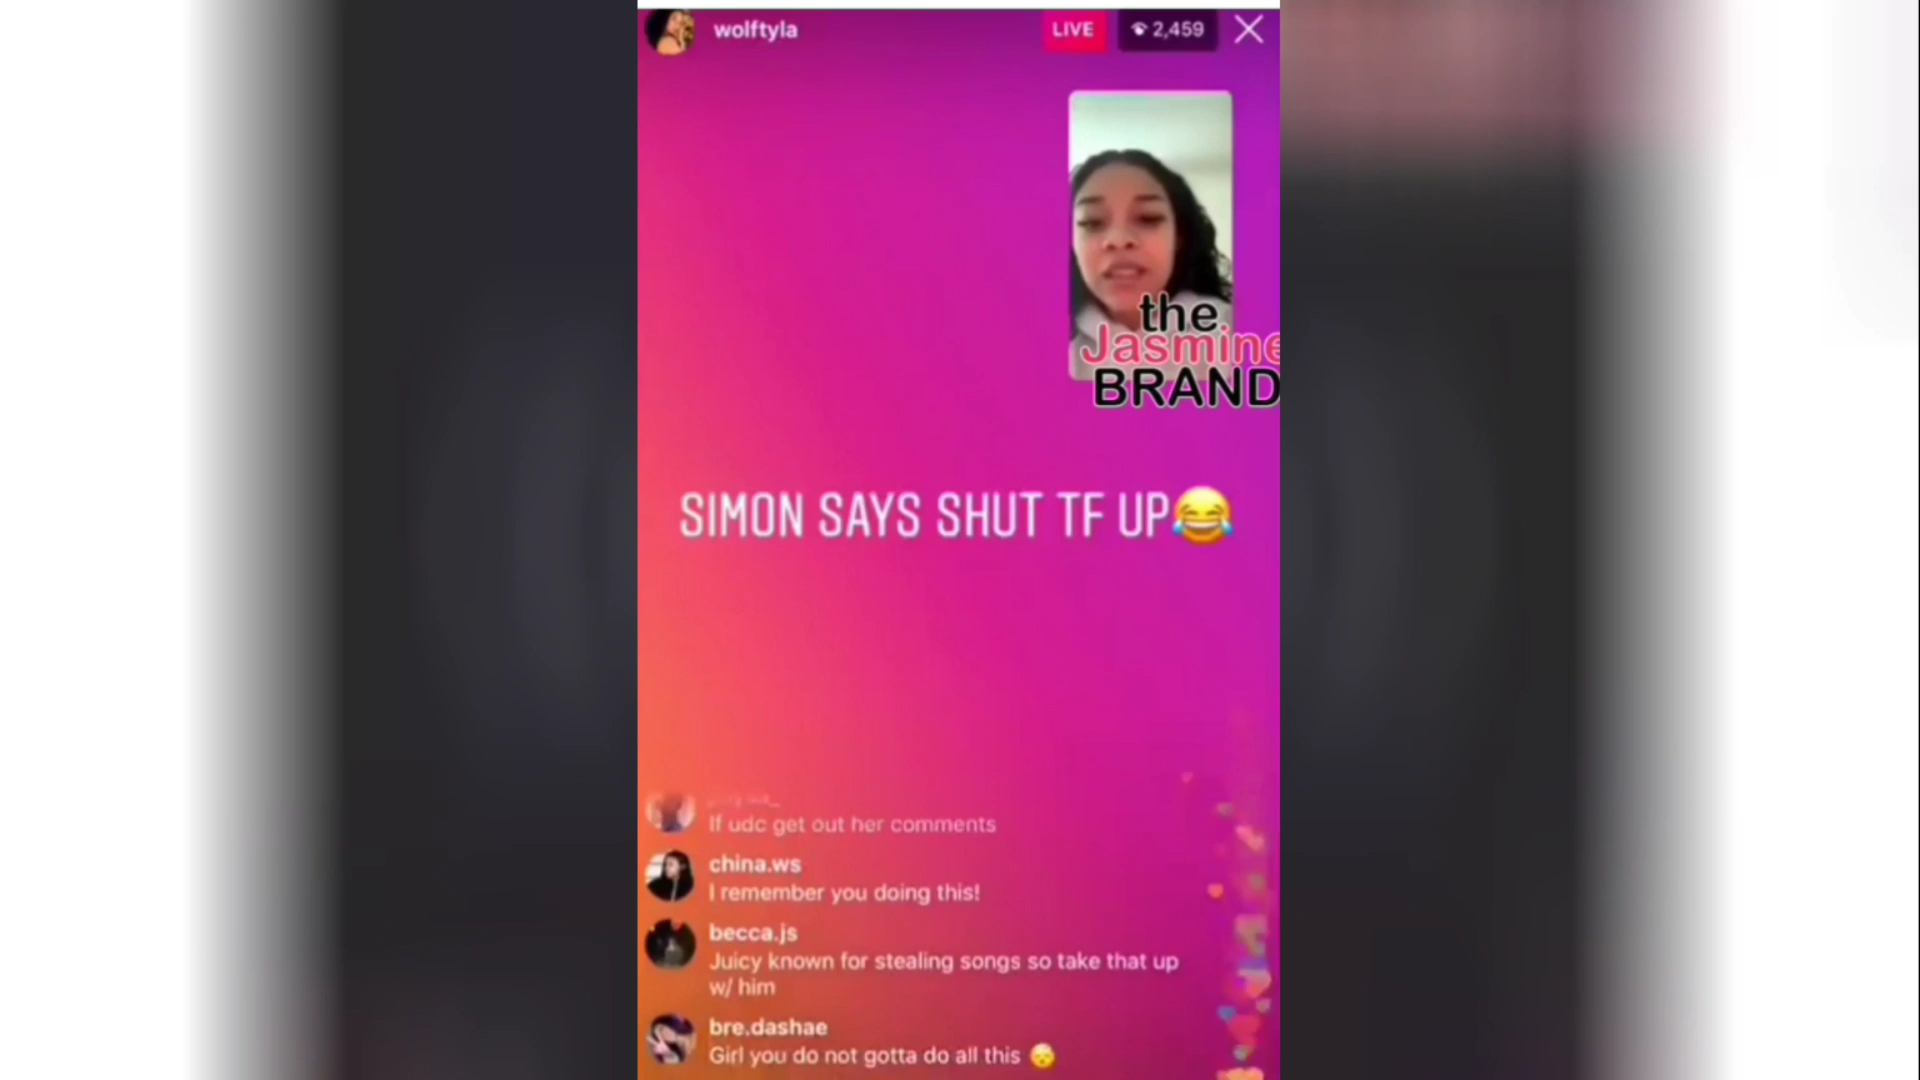 wolftyla
LIVE
2,459
the
Jasmine
BRAND
SIMON SAYS SHUT TF UP😂
If udc get out her comments
china.ws
I remember you doing this!
becca.js
Juicy known for stealing songs so take that up
w/ him
bre.dashae
Girl you do not gotta do all this 😴